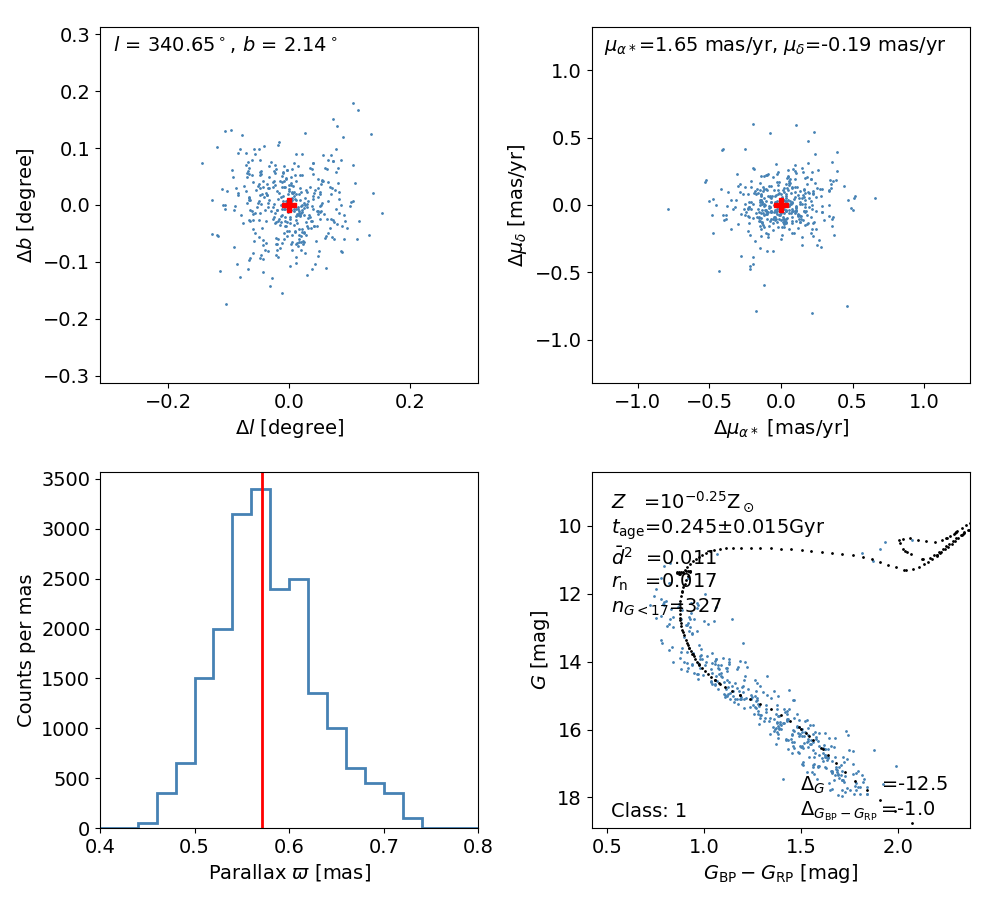 l = 340.65°, b = 2.14°
0.3
0.2
0.1
0.0
−0.1
−0.2
−0.3
Δb [degree]
−0.2 0.0 0.2
Δl [degree]
μα*=1.65 mas/yr, μδ=-0.19 mas/yr
1.0
0.5
0.0
−0.5
−1.0
Δμδ [mas/yr]
−1.0 −0.5 0.0 0.5 1.0
Δμα* [mas/yr]
3500
3000
2500
2000
1500
1000
500
0
Counts per mas
0.4 0.5 0.6 0.7 0.8
Parallax ϖ [mas]
Z =10^−0.25 Z⊙
tage=0.245±0.015Gyr
d̄² =0.011
rn =0.017
nG<17=327
10
12
14
16
18
G [mag]
ΔG =-12.5
ΔGBP−GRP =-1.0
Class: 1
0.5 1.0 1.5 2.0
GBP − GRP [mag]